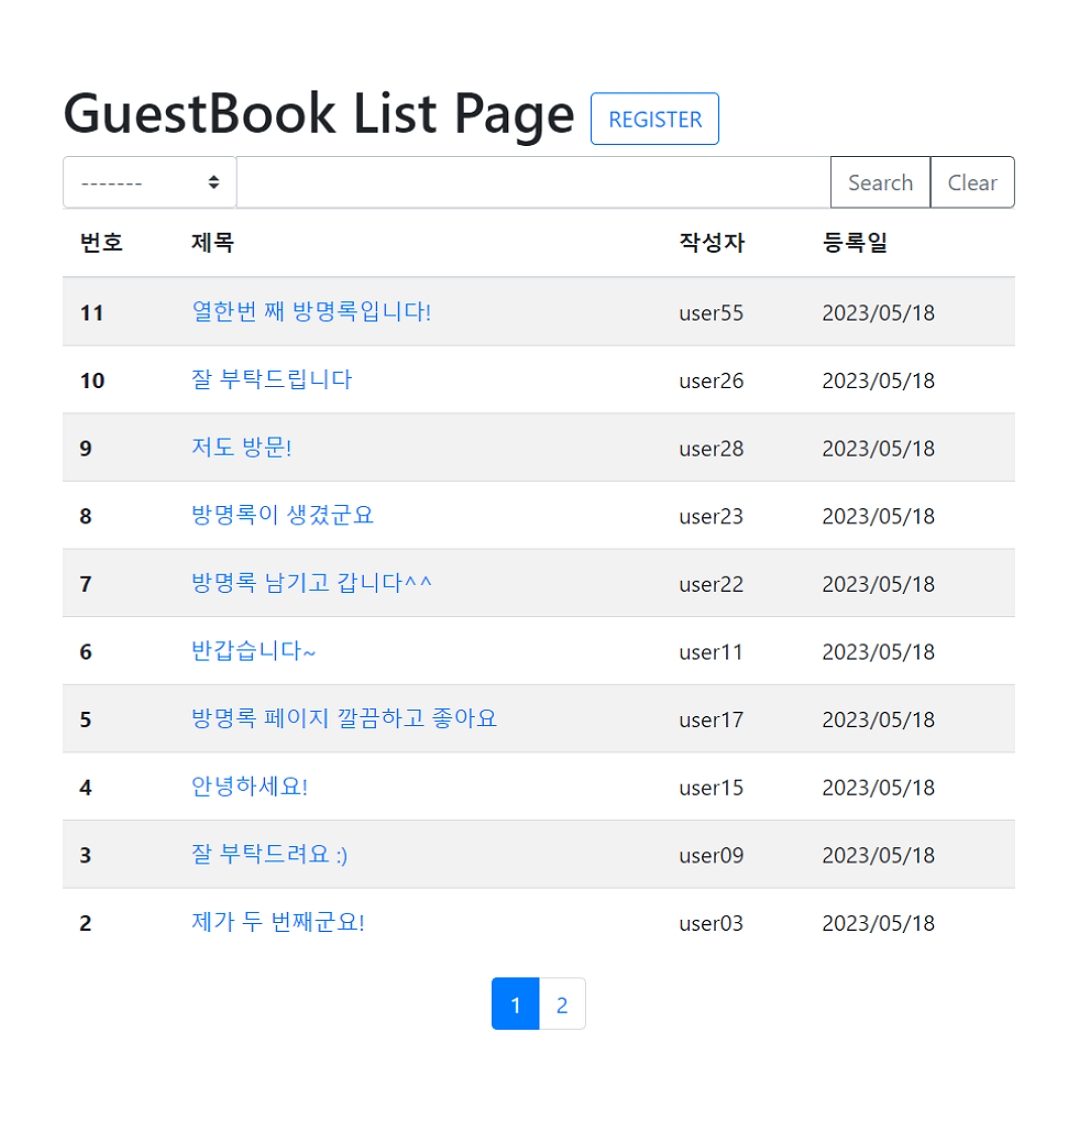 GuestBook List Page REGISTER
------- Search Clear
번호 제목 작성자 등록일
11 열한번 째 방명록입니다! user55 2023/05/18
10 잘 부탁드립니다 user26 2023/05/18
9 저도 방문! user28 2023/05/18
8 방명록이 생겼군요 user23 2023/05/18
7 방명록 남기고 갑니다^^ user22 2023/05/18
6 반갑습니다~ user11 2023/05/18
5 방명록 페이지 깔끔하고 좋아요 user17 2023/05/18
4 안녕하세요! user15 2023/05/18
3 잘 부탁드려요 :) user09 2023/05/18
2 제가 두 번째군요! user03 2023/05/18
1 2